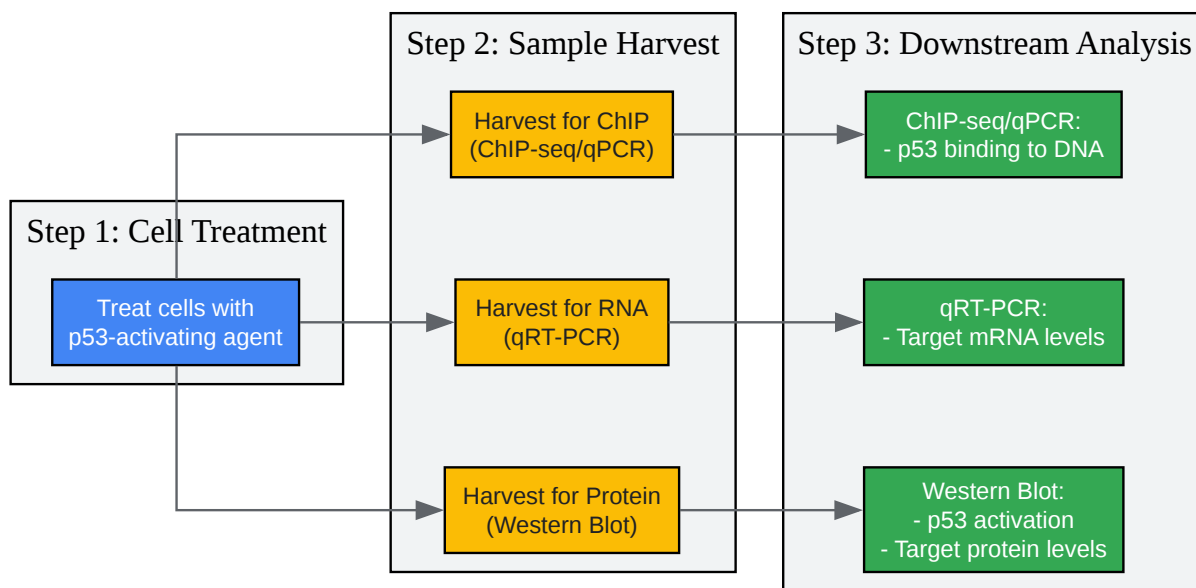 Step 1: Cell Treatment
Treat cells with
p53-activating agent
Step 2: Sample Harvest
Harvest for ChIP
(ChIP-seq/qPCR)
Harvest for RNA
(qRT-PCR)
Harvest for Protein
(Western Blot)
Step 3: Downstream Analysis
ChIP-seq/qPCR:
- p53 binding to DNA
qRT-PCR:
- Target mRNA levels
Western Blot:
- p53 activation
- Target protein levels